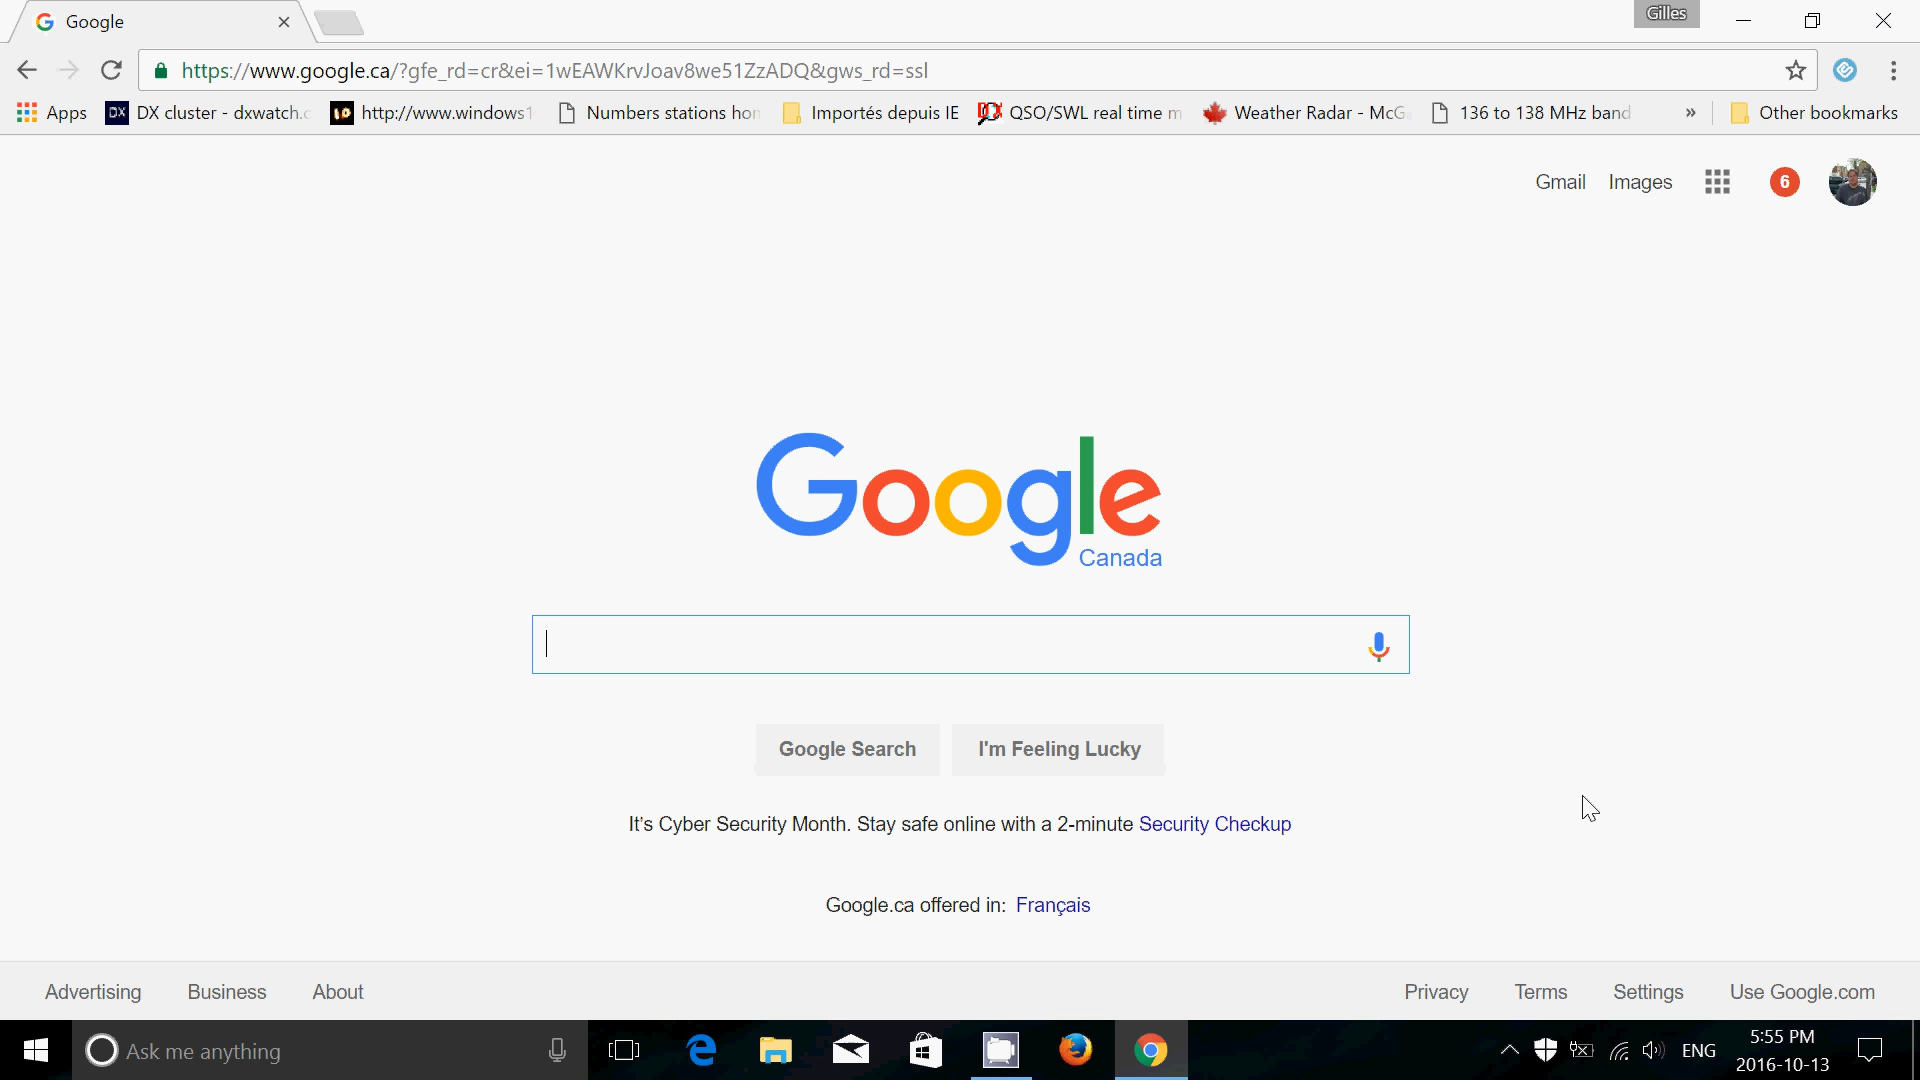 Google
Gilles
https://www.google.ca/?gfe_rd=cr&ei=1wEAWKrvJoav8we51ZzADQ&gws_rd=ssl
Apps DX DX cluster - dxwatch.c 10 http://www.windows1 Numbers stations hon Importés depuis IE DX QSO/SWL real time m Weather Radar - McG 136 to 138 MHz band » Other bookmarks
Gmail Images 6
Google
Canada
Google Search I'm Feeling Lucky
It's Cyber Security Month. Stay safe online with a 2-minute Security Checkup
Google.ca offered in: Français
Advertising Business About Privacy Terms Settings Use Google.com
Ask me anything ENG 5:55 PM
2016-10-13